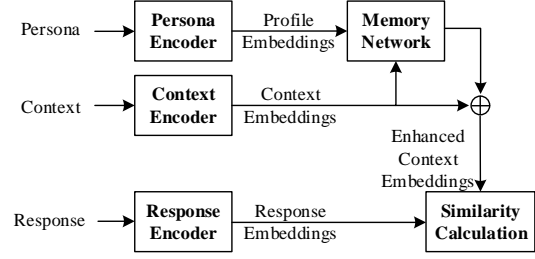 Persona
Persona
Encoder
Profile
Embeddings
Memory
Network
Context
Context
Encoder
Context
Embeddings
Enhanced
Context
Embeddings
Response
Response
Encoder
Response
Embeddings
Similarity
Calculation